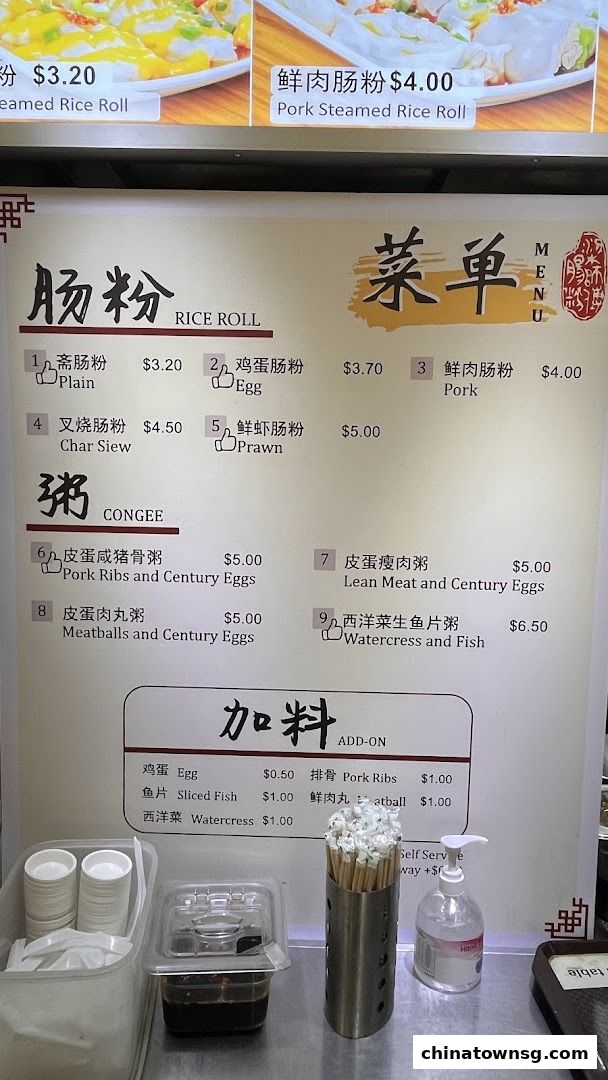 粉 $3.20
eamed Rice Roll
鲜肉肠粉$4.00
Pork Steamed Rice Roll
菜单
MENU
肠粉 RICE ROLL
1 斋肠粉 $3.20
Plain
2 鸡蛋肠粉 $3.70
Egg
3 鲜肉肠粉 $4.00
Pork
4 叉烧肠粉 $4.50
Char Siew
5 鲜虾肠粉 $5.00
Prawn
粥 CONGEE
6 皮蛋咸猪骨粥 $5.00
Pork Ribs and Century Eggs
7 皮蛋瘦肉粥 $5.00
Lean Meat and Century Eggs
8 皮蛋肉丸粥 $5.00
Meatballs and Century Eggs
9 西洋菜生鱼片粥 $6.50
Watercress and Fish
加料 ADD-ON
鸡蛋 Egg $0.50 排骨 Pork Ribs $1.00
鱼片 Sliced Fish $1.00 鲜肉丸 Meatball $1.00
西洋菜 Watercress $1.00
Self Service
way +$0
Hand
table
chinatownsg.com